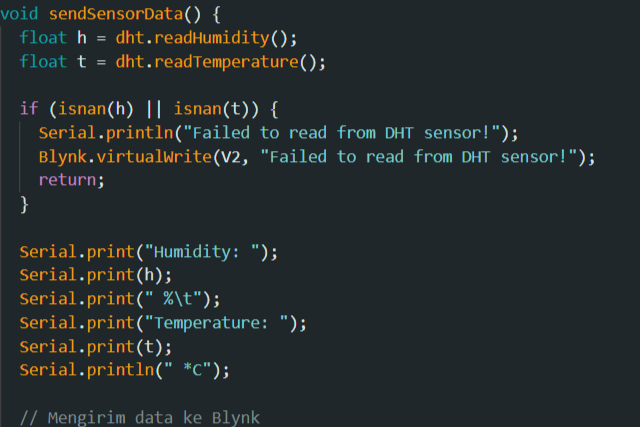 void sendSensorData() {
  float h = dht.readHumidity();
  float t = dht.readTemperature();

  if (isnan(h) || isnan(t)) {
    Serial.println("Failed to read from DHT sensor!");
    Blynk.virtualWrite(V2, "Failed to read from DHT sensor!");
    return;
  }

  Serial.print("Humidity: ");
  Serial.print(h);
  Serial.print(" %\t");
  Serial.print("Temperature: ");
  Serial.print(t);
  Serial.println(" *C");

  // Mengirim data ke Blynk